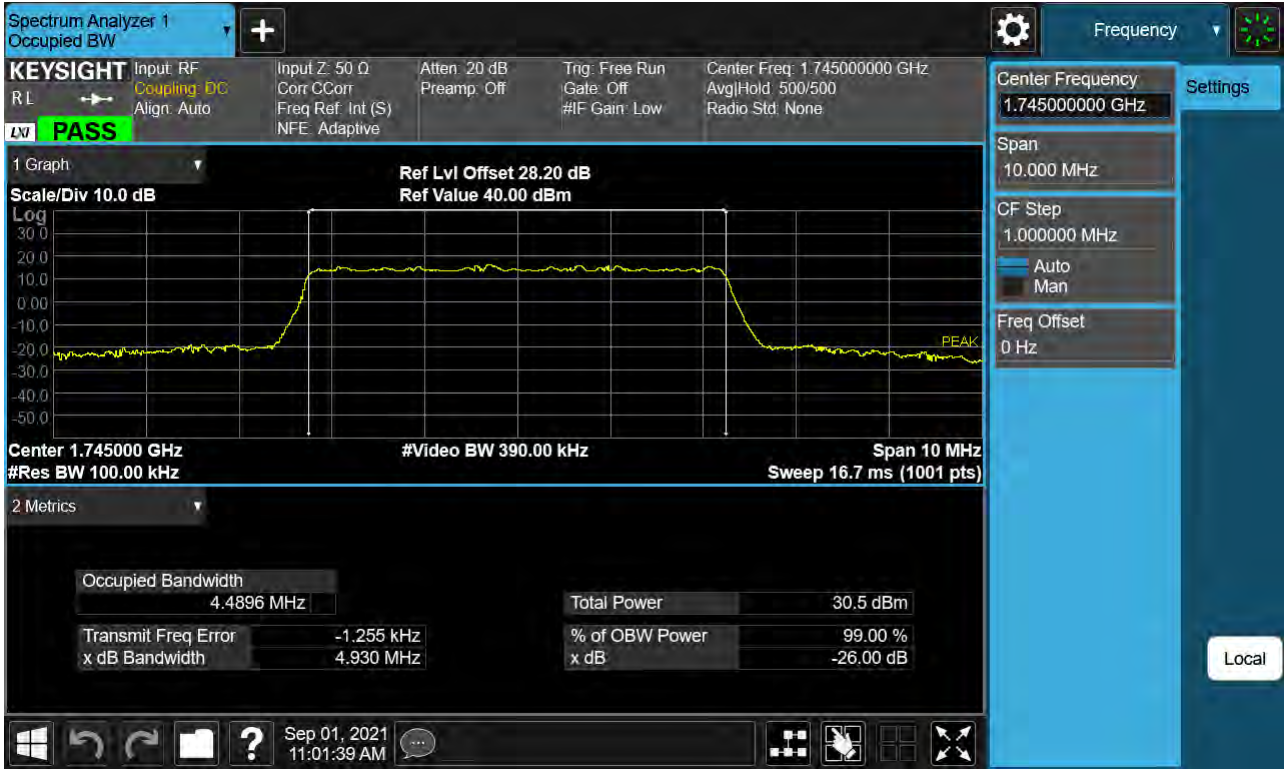 Spectrum Analyzer 1
Occupied BW
+
Frequency
KEYSIGHT
R L
LXI PASS
Input: RF
Coupling: DC
Align: Auto
Input Z: 50 Ω
Corr CCorr
Freq Ref: Int (S)
NFE: Adaptive
Atten: 20 dB
Preamp: Off
Trig: Free Run
Gate: Off
#IF Gain: Low
Center Freq: 1.745000000 GHz
Avg|Hold: 500/500
Radio Std: None
Center Frequency
1.745000000 GHz
Settings
Span
10.000 MHz
CF Step
1.000000 MHz
Auto
Man
Freq Offset
0 Hz
1 Graph
Scale/Div 10.0 dB
Ref Lvl Offset 28.20 dB
Ref Value 40.00 dBm
Log
30.0
20.0
10.0
0.00
-10.0
-20.0
-30.0
-40.0
-50.0
PEAK
Center 1.745000 GHz
#Video BW 390.00 kHz
Span 10 MHz
#Res BW 100.00 kHz
Sweep 16.7 ms (1001 pts)
2 Metrics
Occupied Bandwidth
4.4896 MHz
Total Power 30.5 dBm
Transmit Freq Error -1.255 kHz
% of OBW Power 99.00 %
x dB Bandwidth 4.930 MHz
x dB -26.00 dB
Local
?
Sep 01, 2021
11:01:39 AM